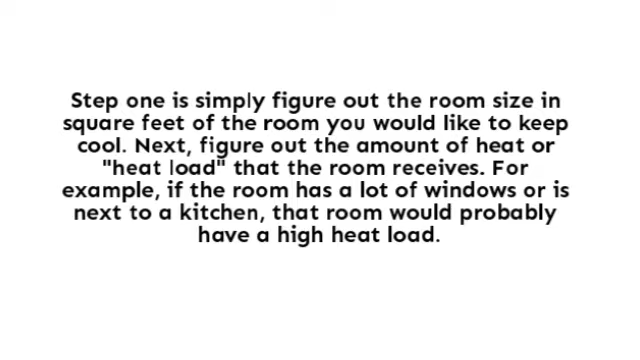 Step one is simply figure out the room size in
square feet of the room you would like to keep
cool. Next, figure out the amount of heat or
"heat load" that the room receives. For
example, if the room has a lot of windows or is
next to a kitchen, that room would probably
have a high heat load.